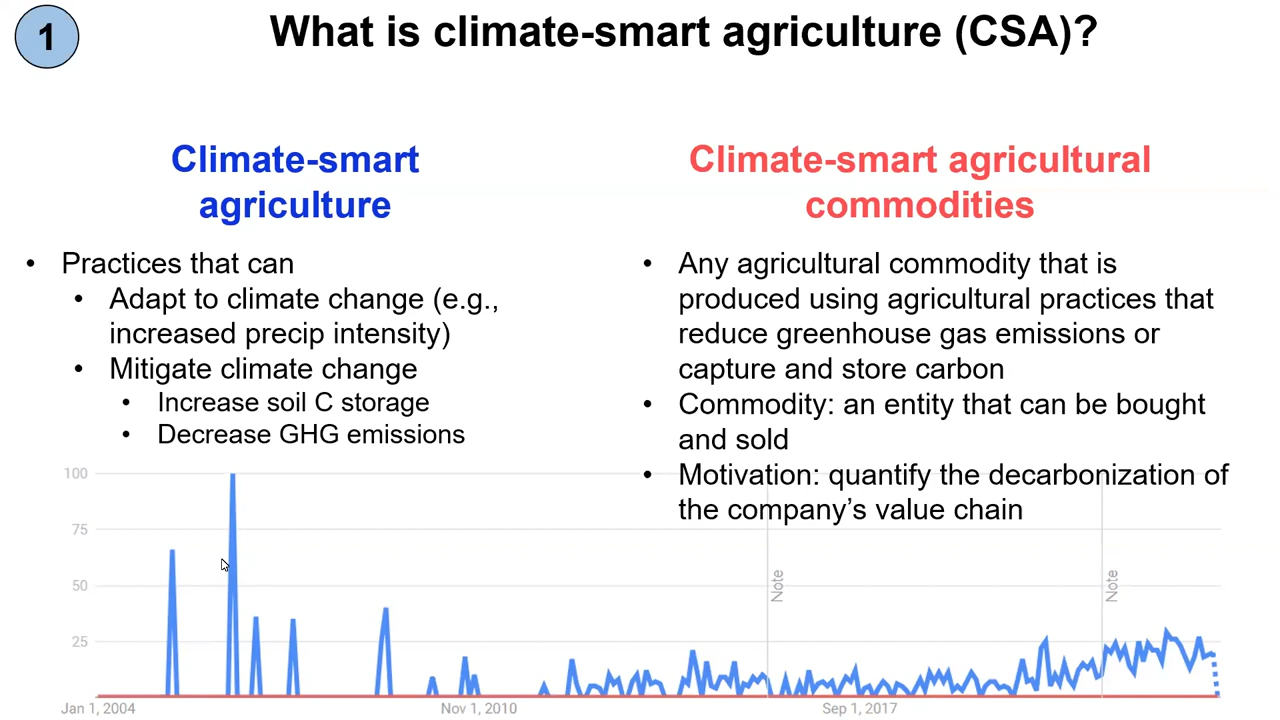 1
What is climate-smart agriculture (CSA)?
Climate-smart
agriculture
• Practices that can
• Adapt to climate change (e.g.,
increased precip intensity)
• Mitigate climate change
• Increase soil C storage
• Decrease GHG emissions
Climate-smart agricultural
commodities
• Any agricultural commodity that is
produced using agricultural practices that
reduce greenhouse gas emissions or
capture and store carbon
• Commodity: an entity that can be bought
and sold
• Motivation: quantify the decarbonization of
the company’s value chain
100
75
50
25
Note
Note
Jan 1, 2004
Nov 1, 2010
Sep 1, 2017